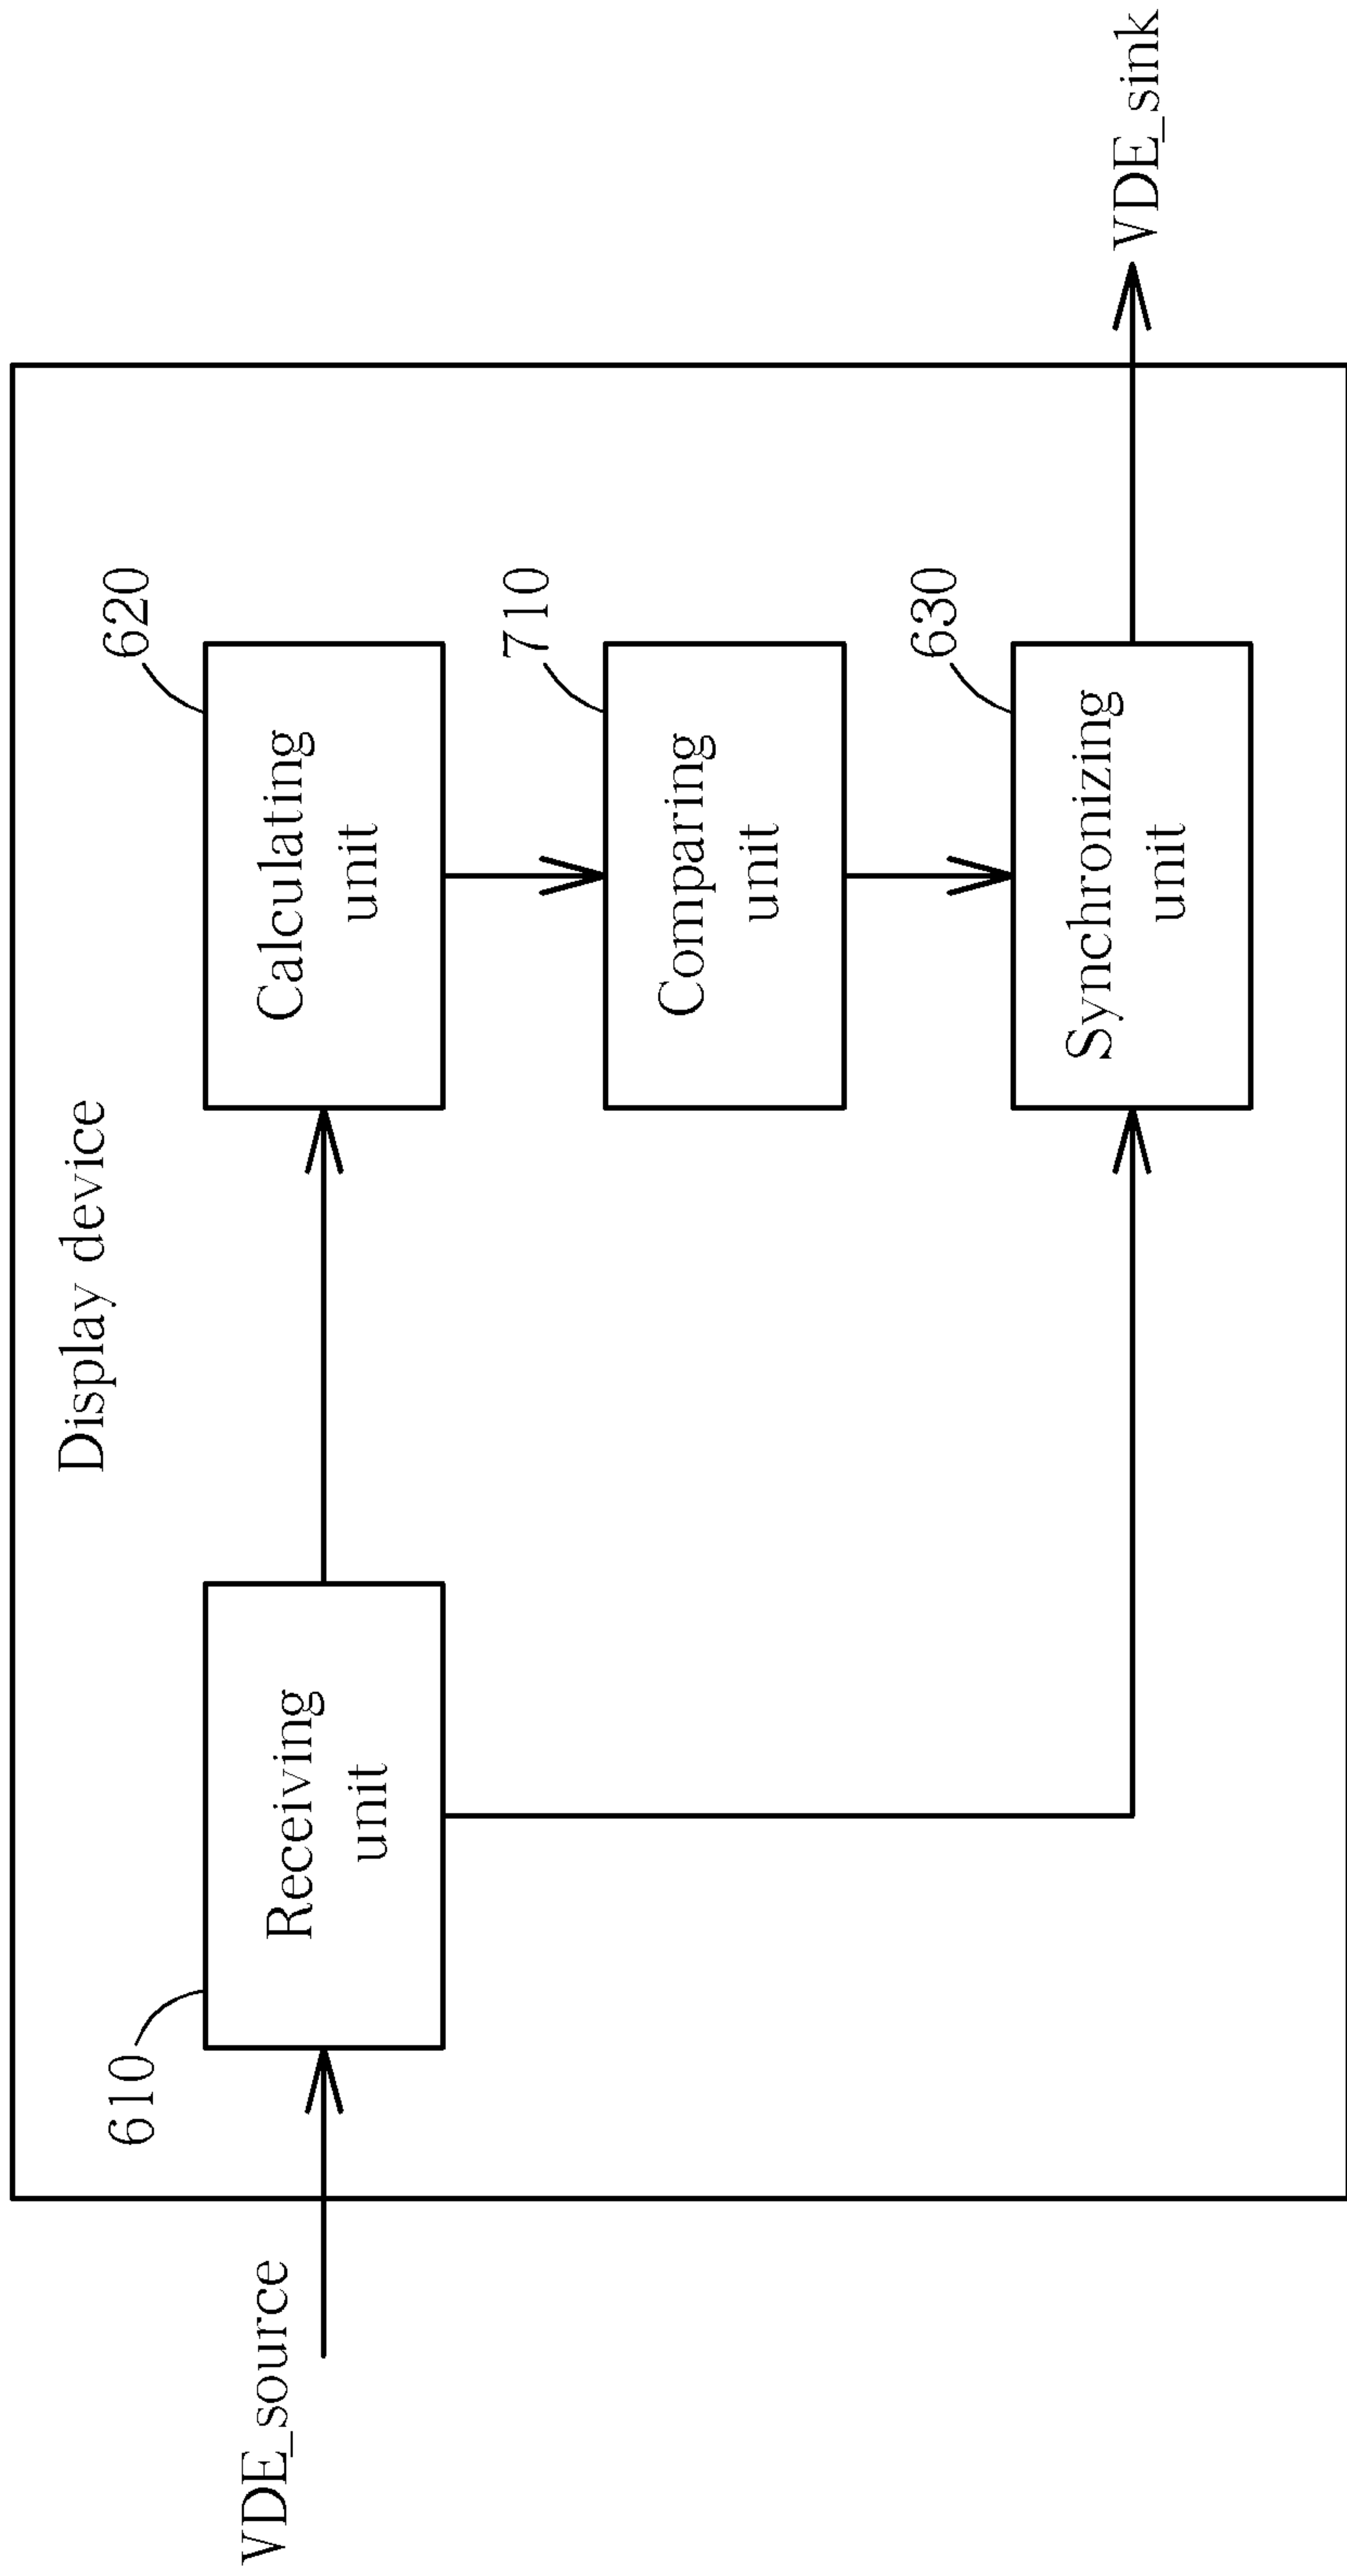 Display device
VDE_source
610
Receiving
unit
620
Calculating
unit
710
Comparing
unit
630
Synchronizing
unit
VDE_sink